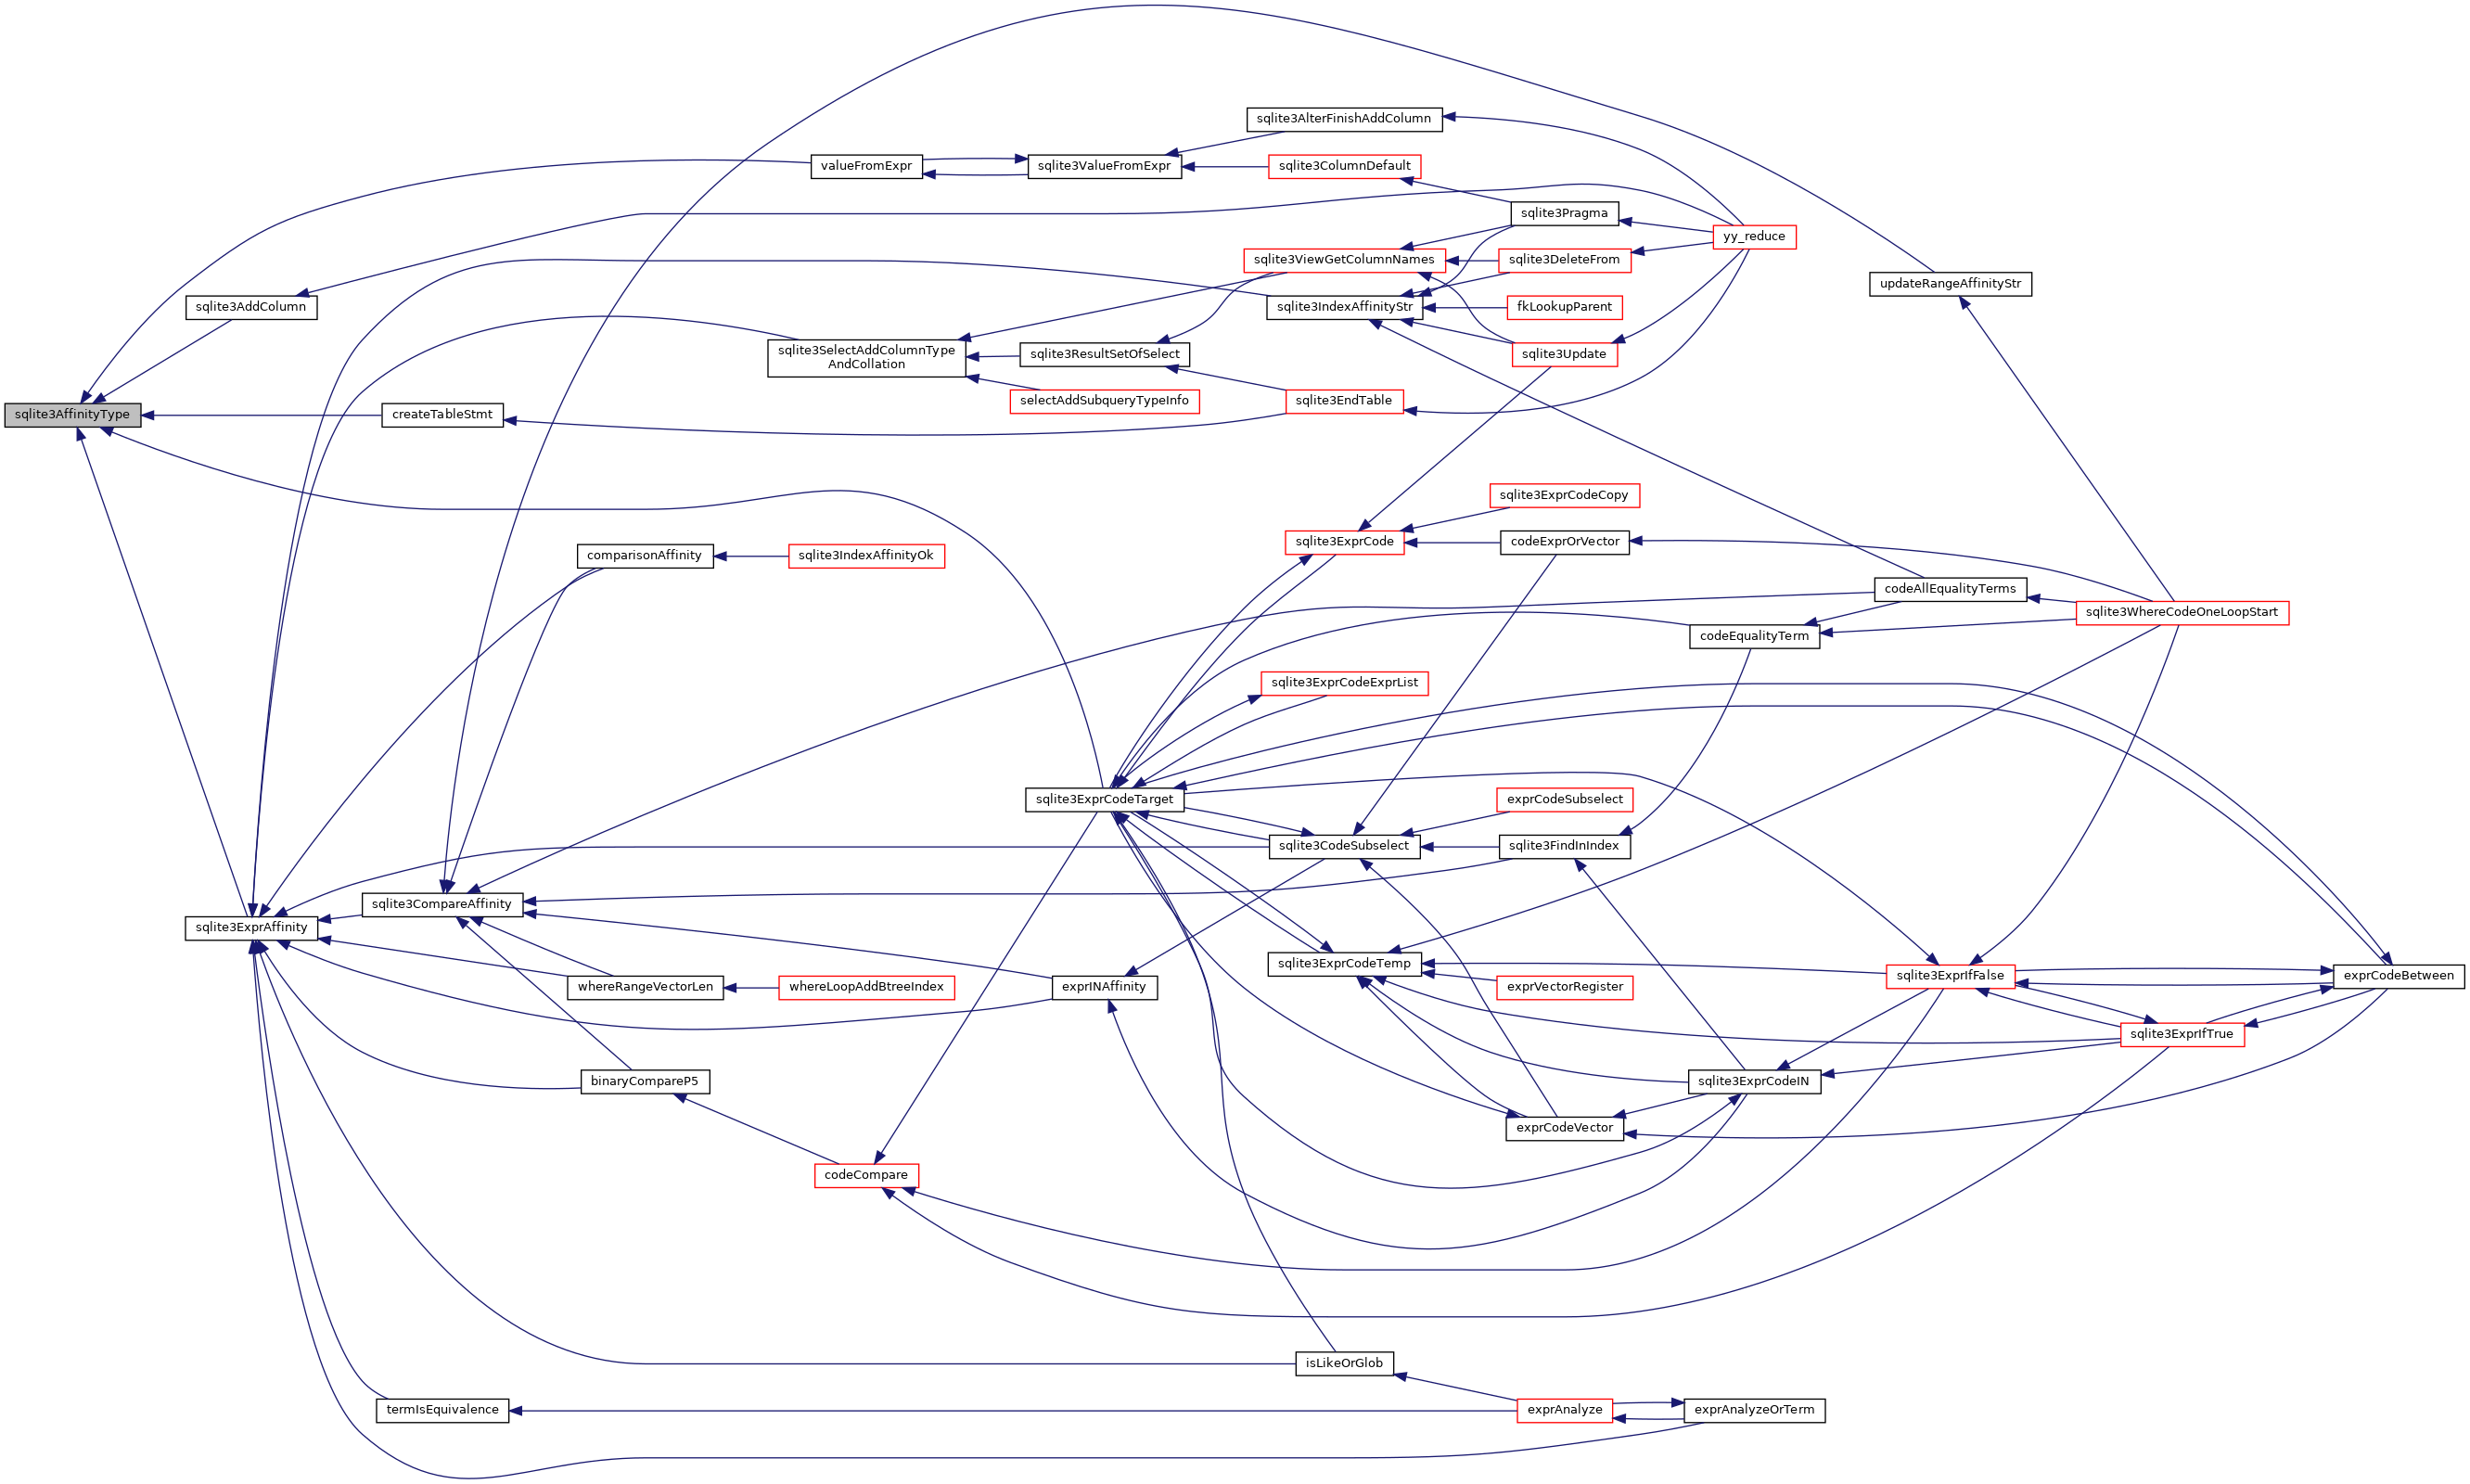 sqlite3AlterFinishAddColumn
valueFromExpr
sqlite3ValueFromExpr
sqlite3ColumnDefault
sqlite3Pragma
yy_reduce
sqlite3ViewGetColumnNames
sqlite3DeleteFrom
updateRangeAffinityStr
sqlite3AddColumn
sqlite3IndexAffinityStr
fkLookupParent
sqlite3SelectAddColumnType
AndCollation
sqlite3ResultSetOfSelect
sqlite3Update
selectAddSubqueryTypeInfo
sqlite3EndTable
sqlite3AffinityType
createTableStmt
sqlite3ExprCodeCopy
sqlite3ExprCode
codeExprOrVector
comparisonAffinity
sqlite3IndexAffinityOk
codeAllEqualityTerms
sqlite3WhereCodeOneLoopStart
codeEqualityTerm
sqlite3ExprCodeExprList
sqlite3ExprCodeTarget
exprCodeSubselect
sqlite3CodeSubselect
sqlite3FindInIndex
sqlite3CompareAffinity
sqlite3ExprAffinity
sqlite3ExprCodeTemp
sqlite3ExprIfFalse
exprCodeBetween
whereRangeVectorLen
whereLoopAddBtreeIndex
exprINAffinity
exprVectorRegister
sqlite3ExprIfTrue
binaryCompareP5
sqlite3ExprCodeIN
exprCodeVector
codeCompare
isLikeOrGlob
termIsEquivalence
exprAnalyze
exprAnalyzeOrTerm